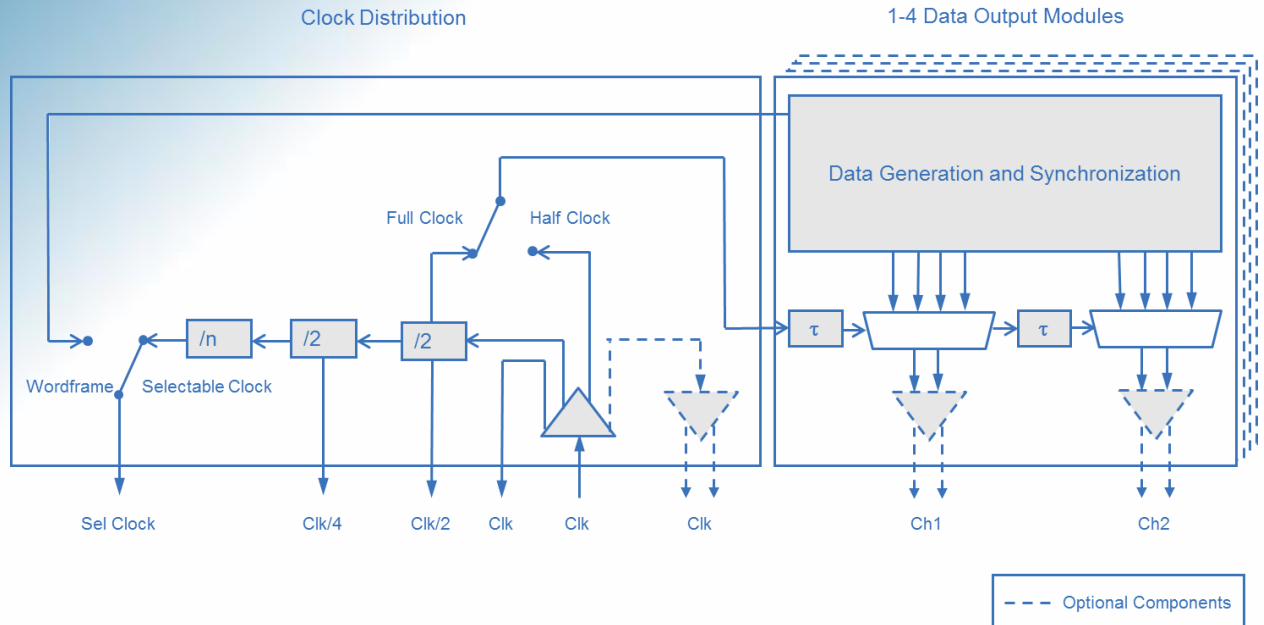 Clock Distribution
1-4 Data Output Modules
Data Generation and Synchronization
Full Clock
Half Clock
τ
τ
/n
/2
/2
Wordframe
Selectable Clock
Sel Clock
Clk/4
Clk/2
Clk
Clk
Clk
Ch1
Ch2
Optional Components